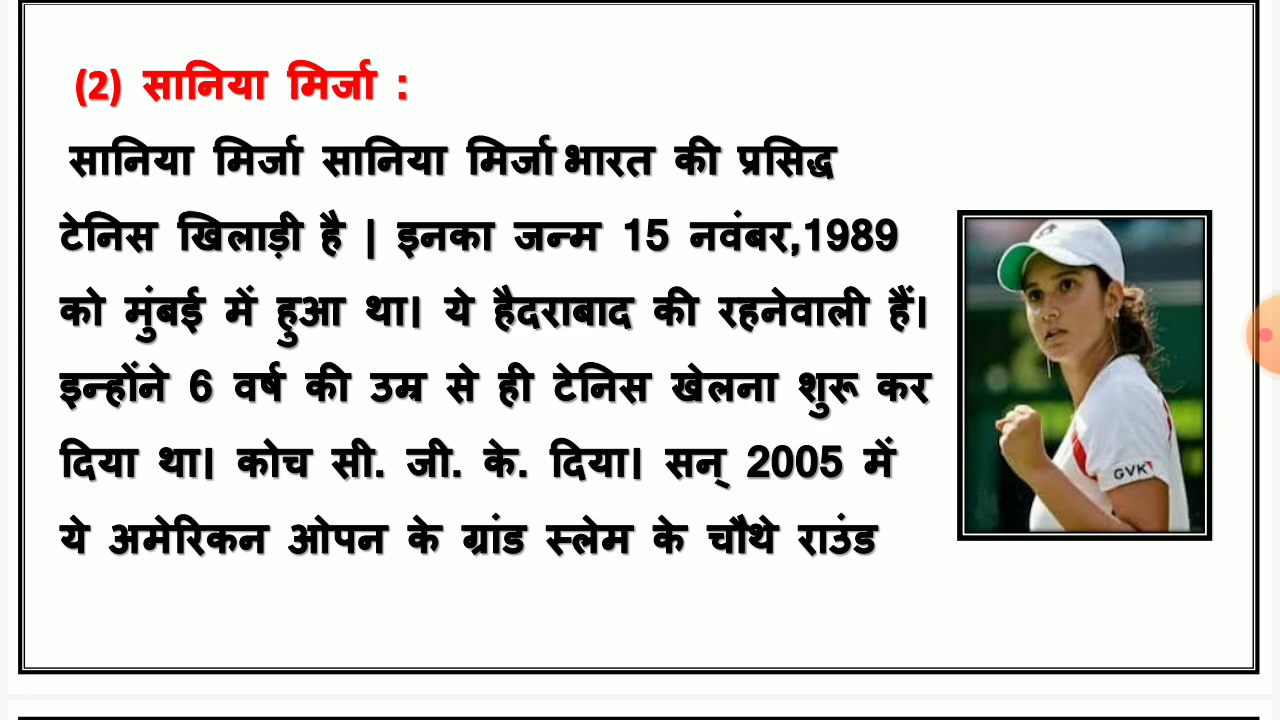 (2) सानिया मिर्जा :
सानिया मिर्जा सानिया मिर्जा भारत की प्रसिद्ध
टेनिस खिलाड़ी है | इनका जन्म 15 नवंबर,1989
को मुंबई में हुआ था। ये हैदराबाद की रहनेवाली हैं।
इन्होंने 6 वर्ष की उम्र से ही टेनिस खेलना शुरू कर
दिया था। कोच सी. जी. के. दिया। सन् 2005 में
ये अमेरिकन ओपन के ग्रांड स्लेम के चौथे राउंड
GVK